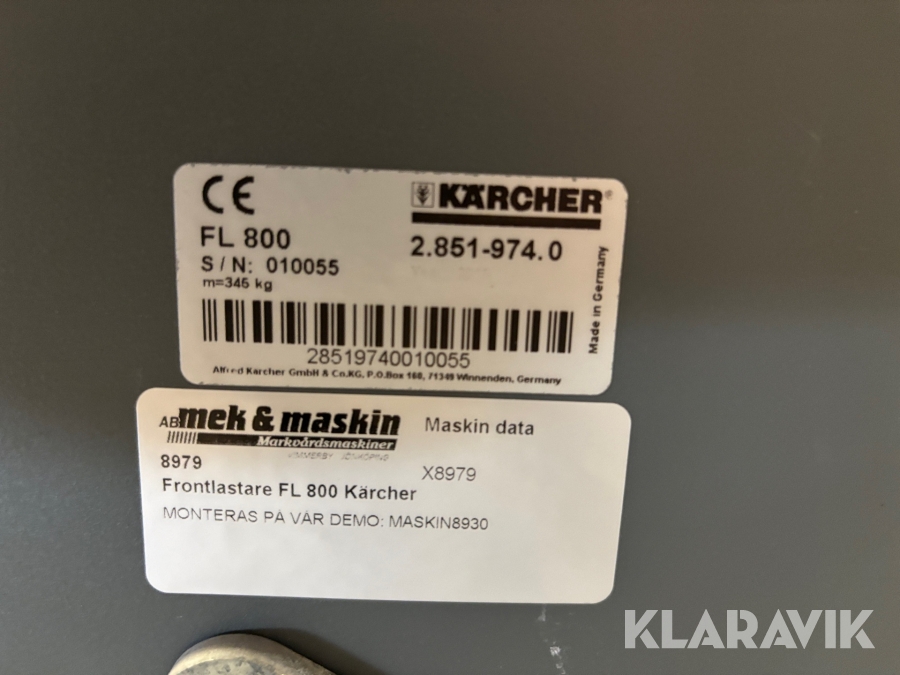 CE
KÄRCHER®
FL 800
2.851-974.0
S / N: 010055
m=346 kg
28519740010055
Alfred Karcher GmbH & Co.KG, P.O.Box 160, 71349 Winnenden, Germany
Made in Germany
AB mek & maskin
Markvårdsmaskiner
VIMMERBY JÖNKÖPING
Maskin data
8979
X8979
Frontlastare FL 800 Kärcher
MONTERAS PÅ VÅR DEMO: MASKIN8930
KLARAVIK